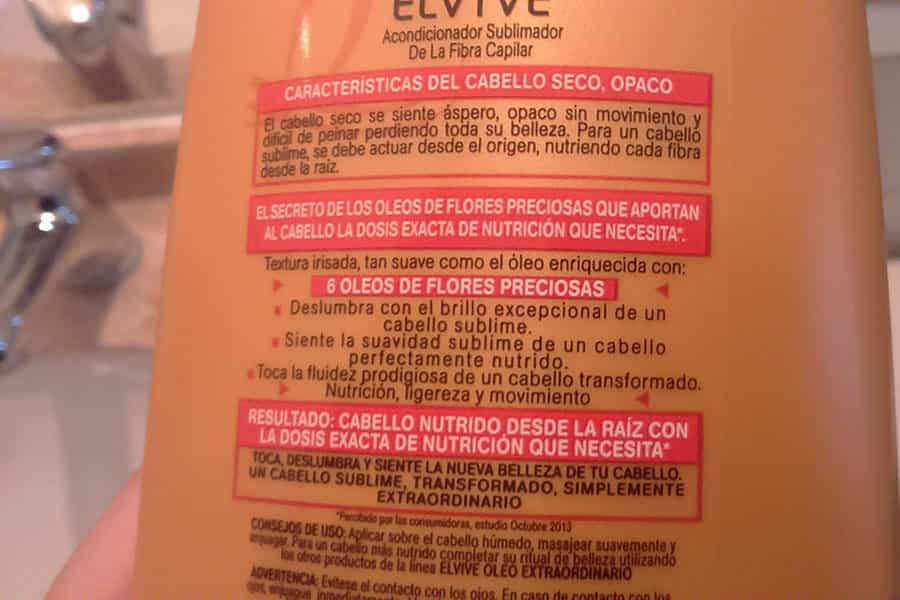 ELVIVE
Acondicionador Sublimador
De La Fibra Capilar
CARACTERÍSTICAS DEL CABELLO SECO, OPACO
El cabello seco se siente áspero, opaco sin movimiento y
difícil de peinar perdiendo toda su belleza. Para un cabello
sublime, se debe actuar desde el origen, nutriendo cada fibra
desde la raíz.
EL SECRETO DE LOS OLEOS DE FLORES PRECIOSAS QUE APORTAN
AL CABELLO LA DOSIS EXACTA DE NUTRICIÓN QUE NECESITA*.
Textura irisada, tan suave como el óleo enriquecida con:
6 OLEOS DE FLORES PRECIOSAS
Deslumbra con el brillo excepcional de un
cabello sublime.
Siente la suavidad sublime de un cabello
perfectamente nutrido.
Toca la fluidez prodigiosa de un cabello transformado.
Nutrición, ligereza y movimiento
RESULTADO: CABELLO NUTRIDO DESDE LA RAÍZ CON
LA DOSIS EXACTA DE NUTRICIÓN QUE NECESITA*
TOCA, DESLUMBRA Y SIENTE LA NUEVA BELLEZA DE TU CABELLO.
UN CABELLO SUBLIME, TRANSFORMADO, SIMPLEMENTE
EXTRAORDINARIO
*Percibido por las consumidoras, estudio Octubre 2013
CONSEJOS DE USO: Aplicar sobre el cabello húmedo, masajear suavemente y
enjuagar. Para un cabello más nutrido completar su ritual de belleza utilizando
los otros productos de la línea ELVIVE OLEO EXTRAORDINARIO
ADVERTENCIA: Evítese el contacto con los ojos. En caso de contacto con los
ojos, enjuague inmediatamente